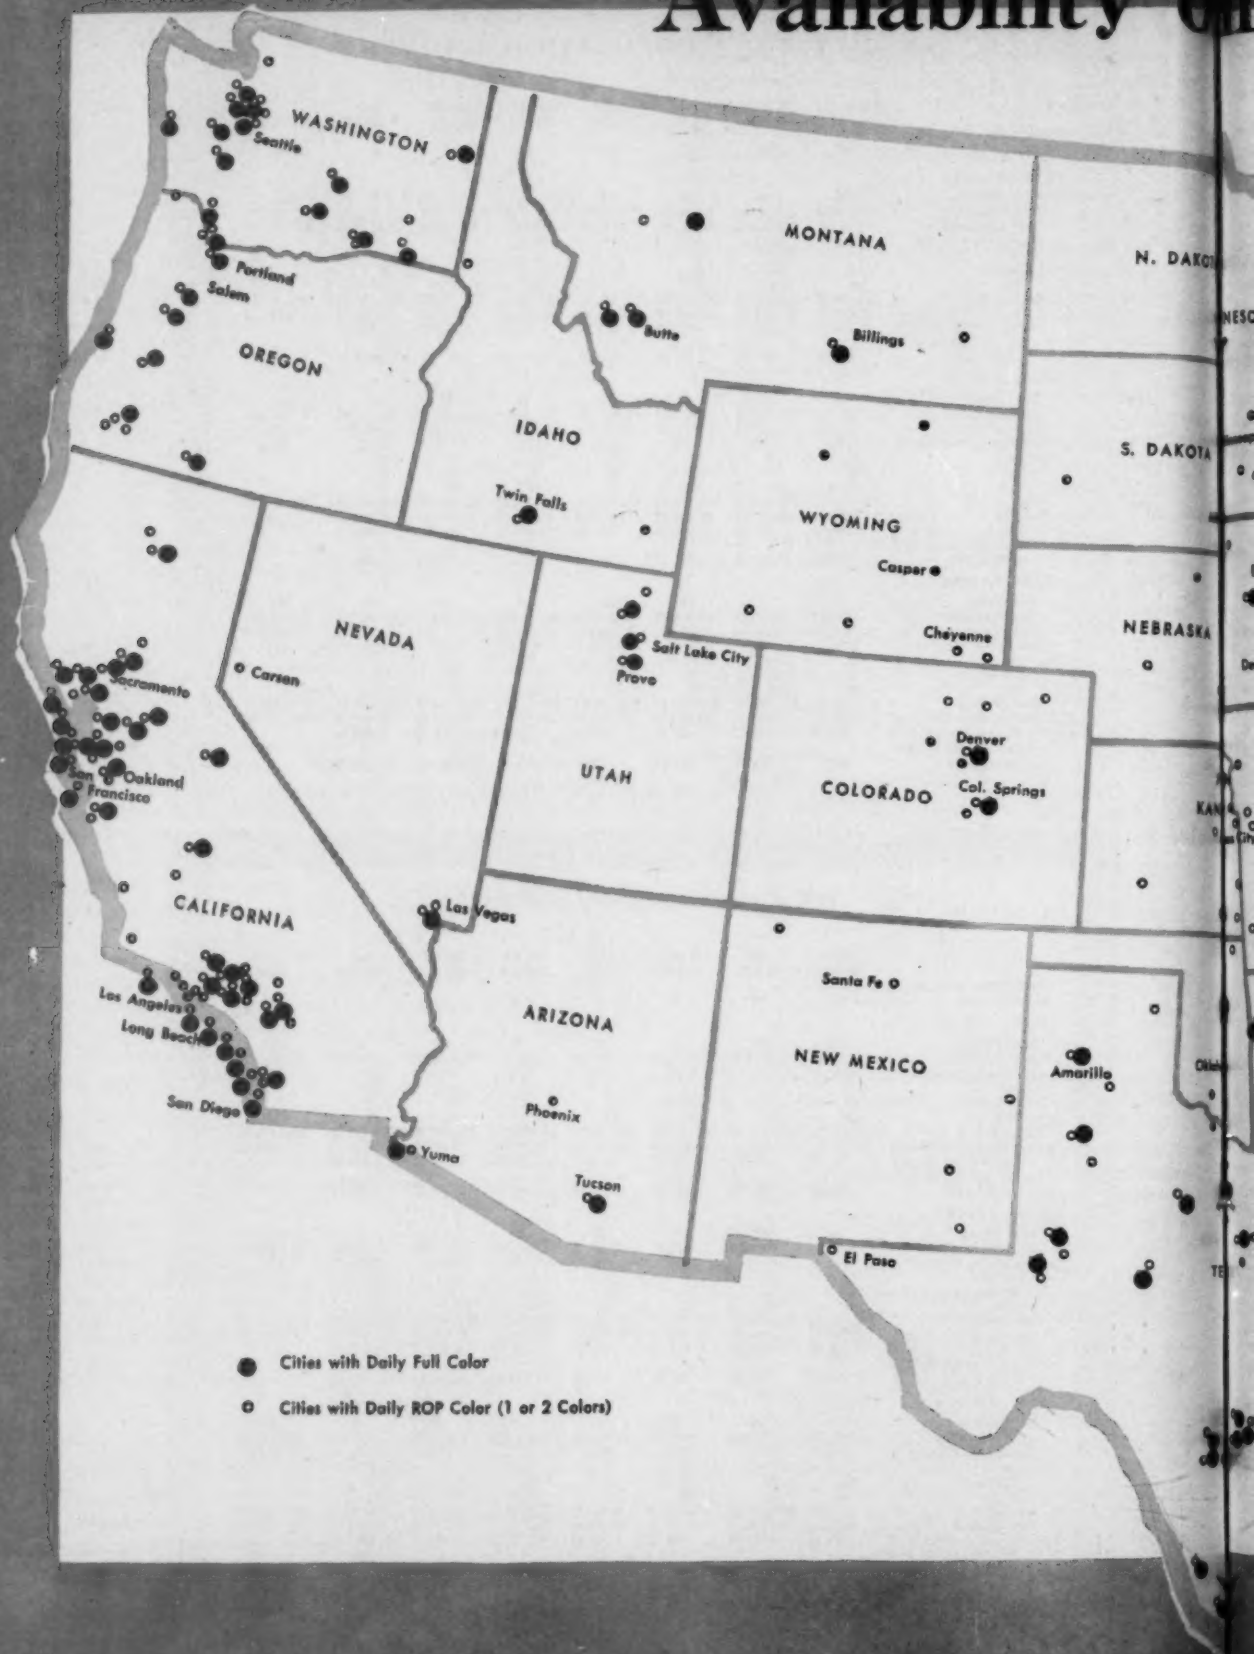 Availability
WASHINGTON
Seattle
MONTANA
Portland
Salem
N. DAKO
Butte
Billings
OREGON
IDAHO
S. DAKOTA
Twin Falls
WYOMING
Casper
NEVADA
Cheyenne
NEBRASKA
Salt Lake City
Provo
Carson
Sacramento
Denver
UTAH
Oakland
San
Francisco
COLORADO
Col. Springs
KAN
City
CALIFORNIA
Las Vegas
Santa Fe
Los Angeles
ARIZONA
Long Beach
NEW MEXICO
Amarillo
San Diego
Phoenix
Yuma
Tucson
El Paso
Cities with Daily Full Color
Cities with Daily ROP Color (1 or 2 Colors)